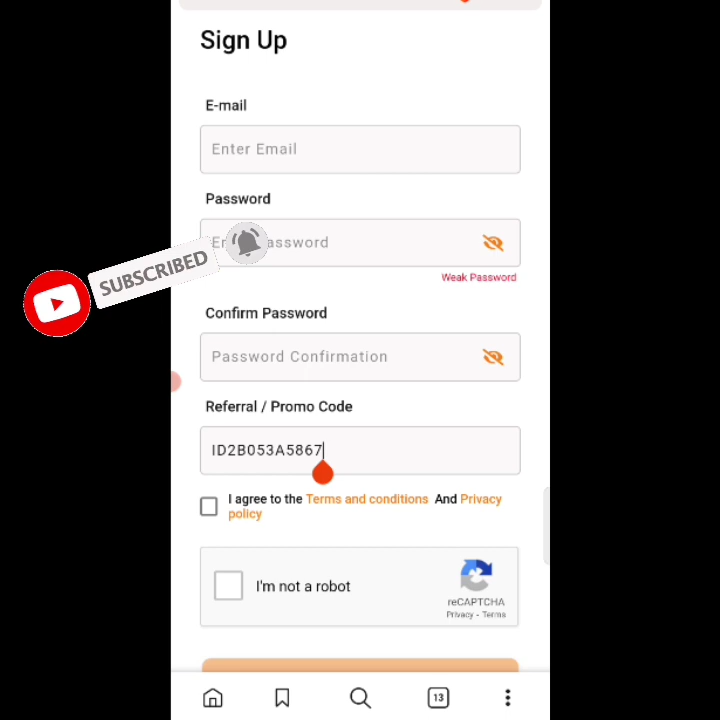 Sign Up
E-mail
Enter Email
Password
assword
SUBSCRIBED
Weak Password
Confirm Password
Password Confirmation
Referral / Promo Code
ID2B053A5867
I agree to the Terms and conditions And Privacy
policy
I'm not a robot
reCAPTCHA
Privacy - Terms
13